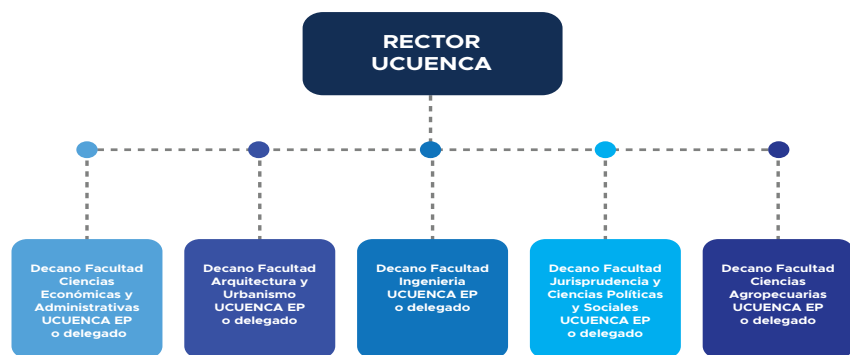 RECTOR
UCUENCA
Decano Facultad
Ciencias
Económicas y
Administrativas
UCUENCA EP
o delegado
Decano Facultad
Arquitectura y
Urbanismo
UCUENCA EP
o delegado
Decano Facultad
Ingenieria
UCUENCA EP
o delegado
Decano Facultad
Jurisprudencia y
Ciencias Políticas
y Sociales
UCUENCA EP
o delegado
Decano Facultad
Ciencias
Agropecuarias
UCUENCA EP
o delegado